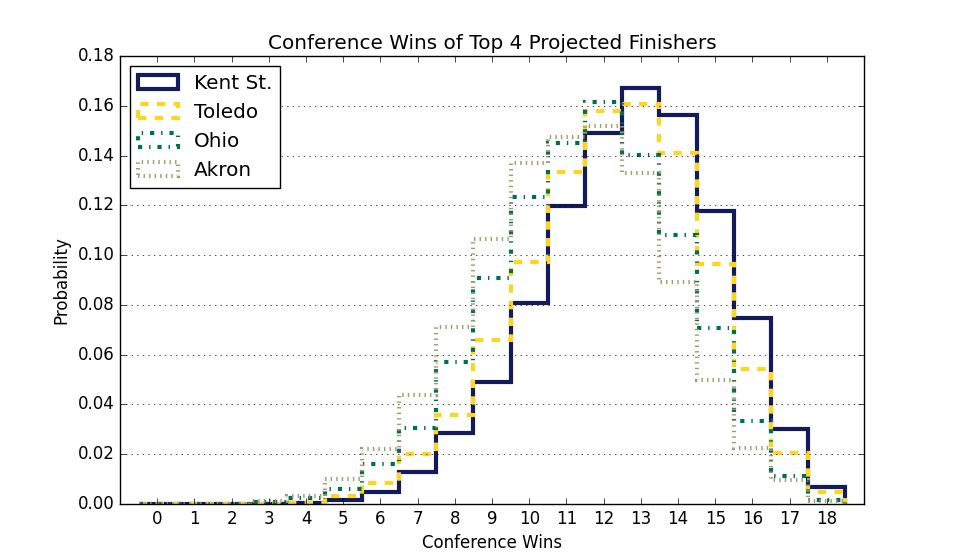 Conference Wins of Top 4 Projected Finishers
Kent St.
Toledo
Ohio
Akron
Probability
0.18
0.16
0.14
0.12
0.10
0.08
0.06
0.04
0.02
0.00
0 1 2 3 4 5 6 7 8 9 10 11 12 13 14 15 16 17 18
Conference Wins